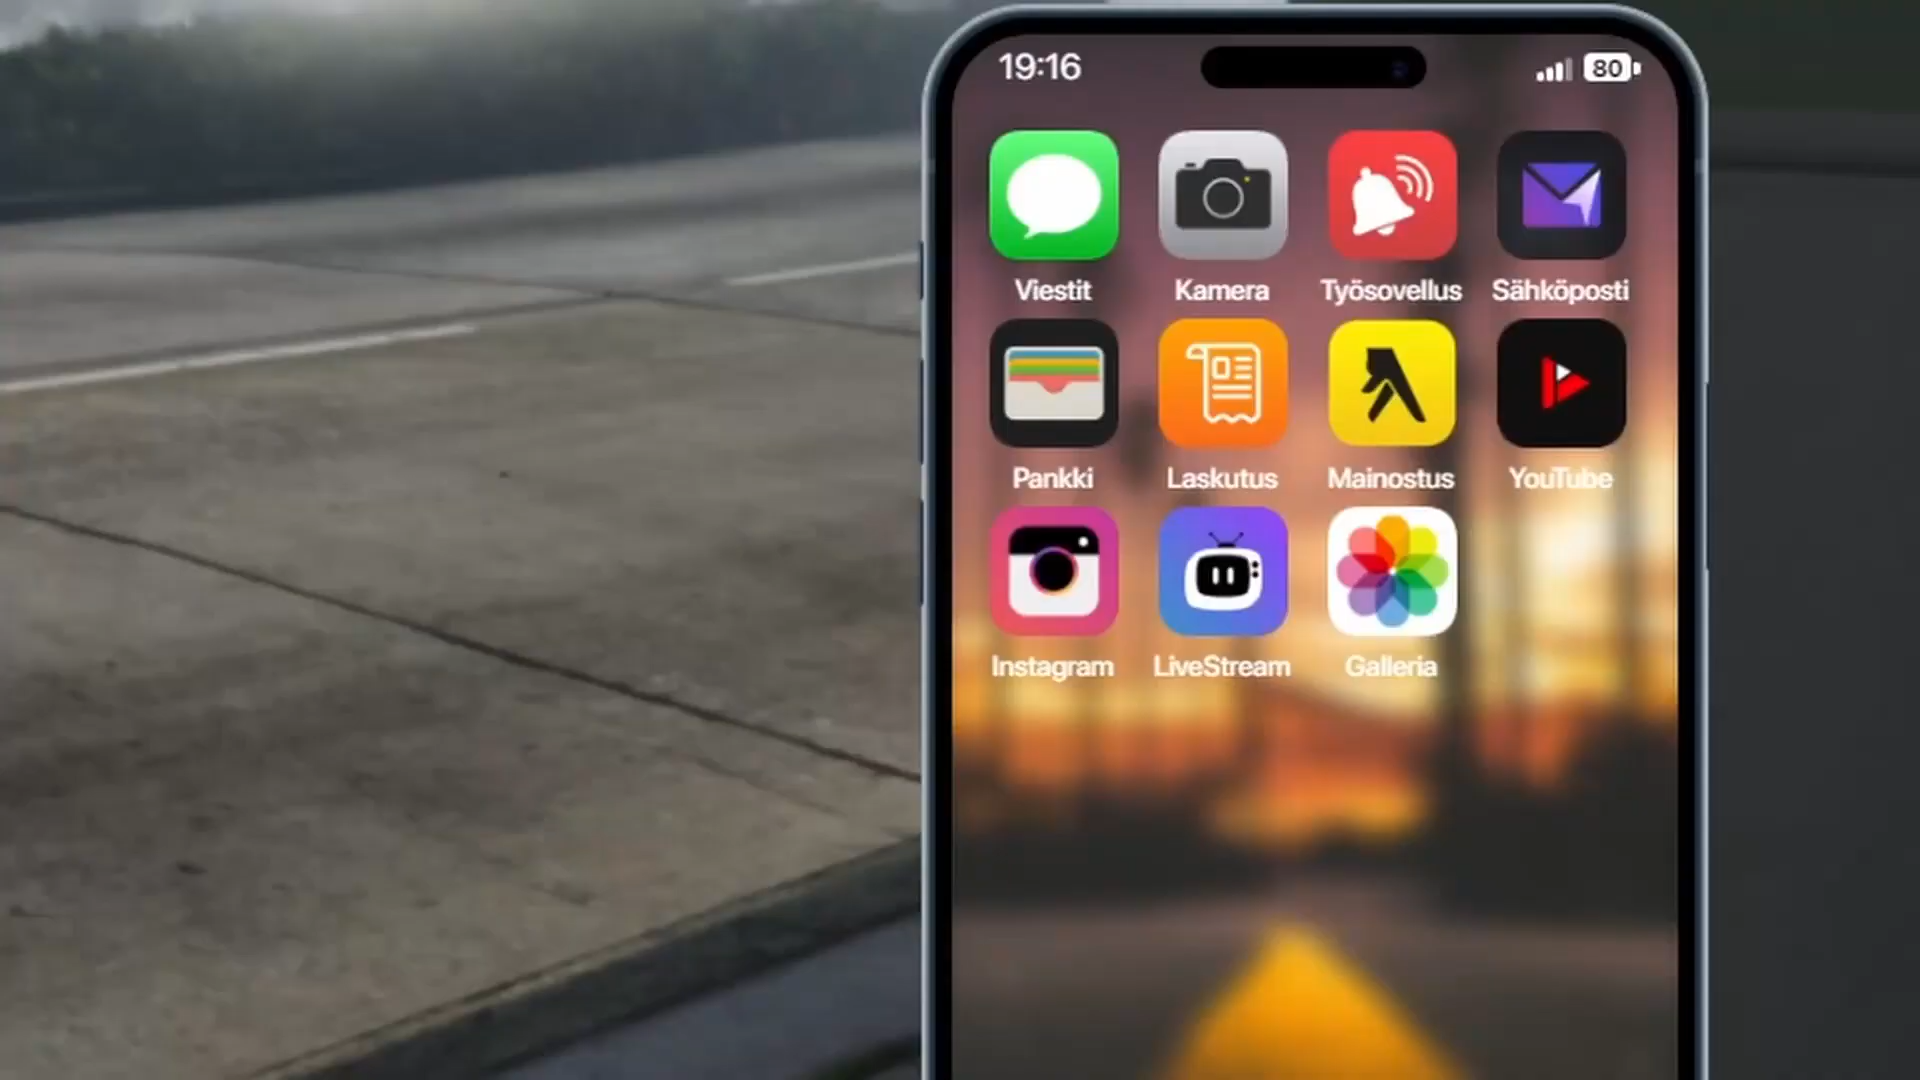 19:16
80
Viestit
Kamera
Työsovellus
Sähköposti
Pankki
Laskutus
Mainostus
YouTube
Instagram
LiveStream
Galleria